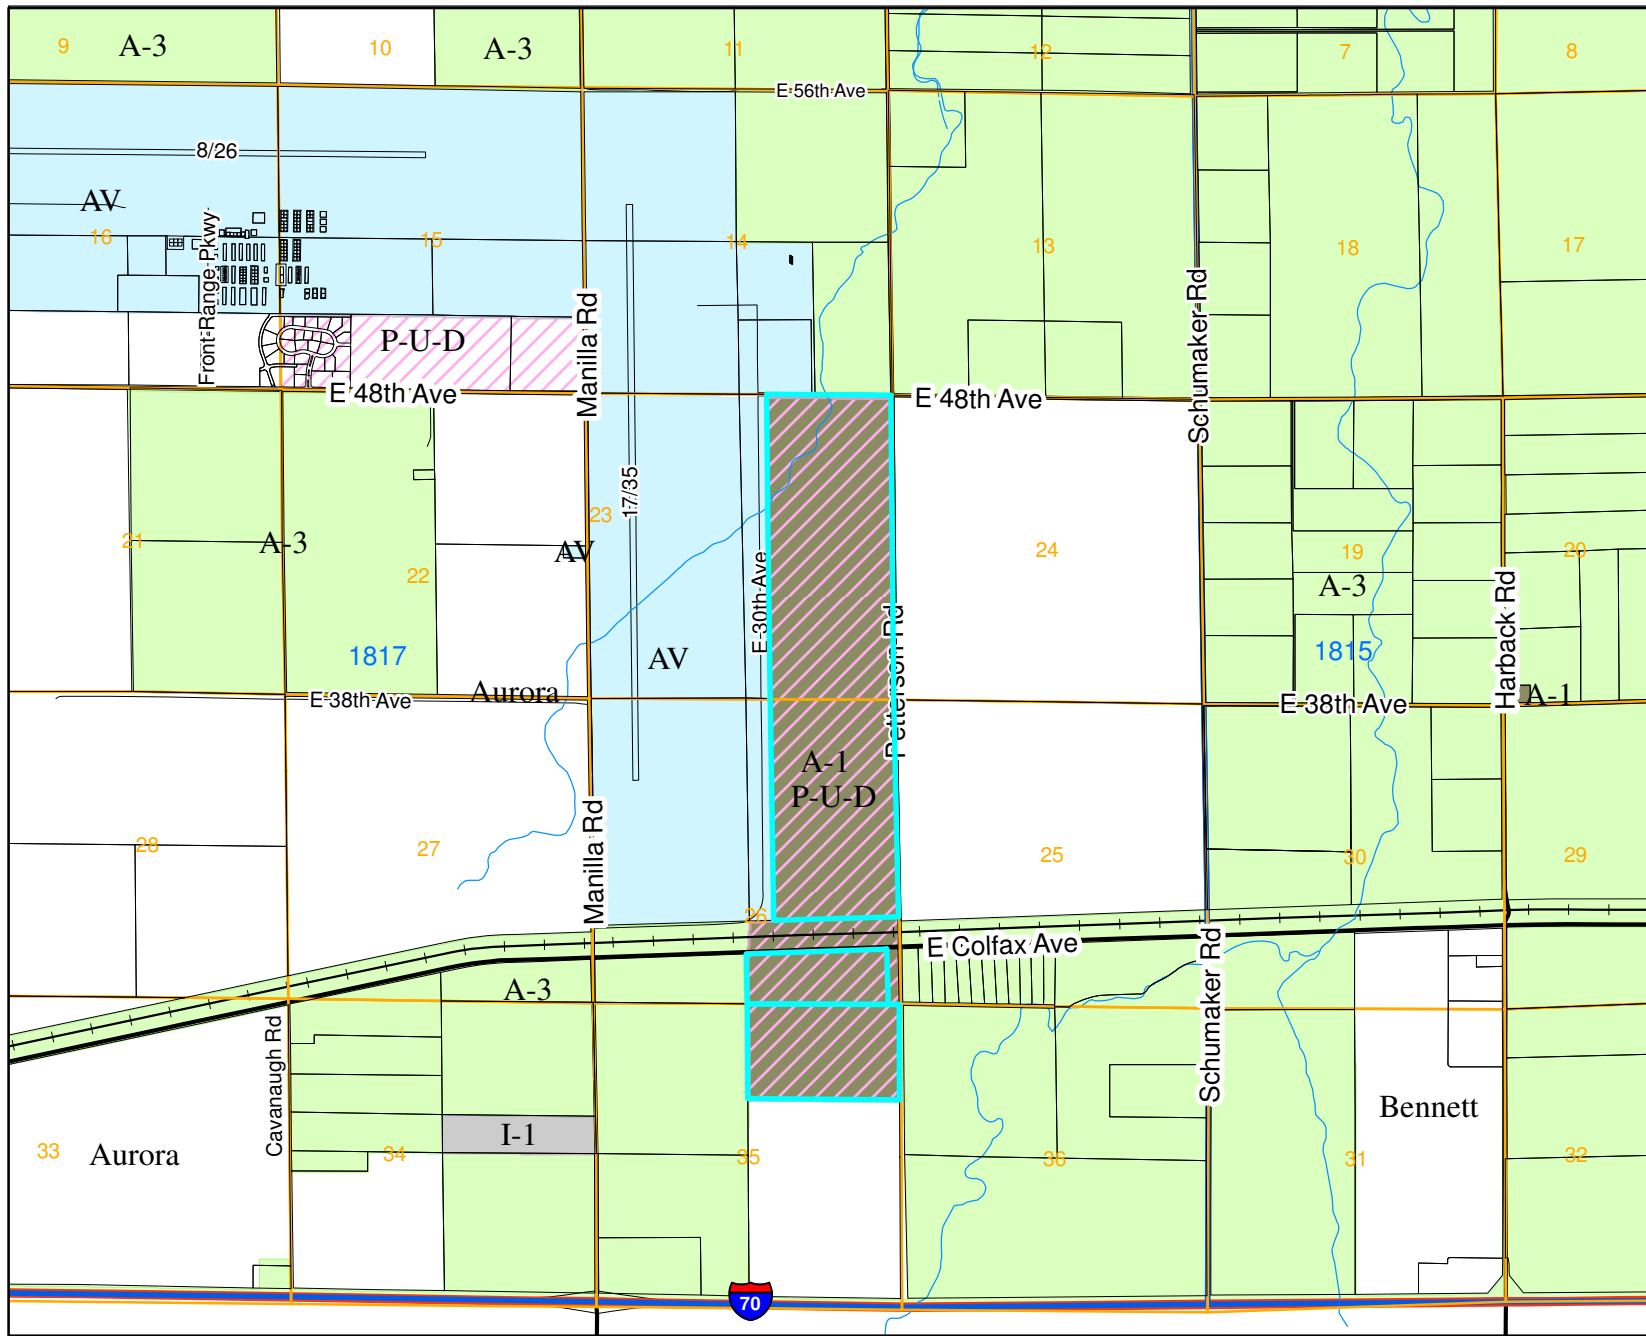 9
A-3
10
A-3
11
12
7
8
E 56th Ave
8/26
AV
16
Front Range Pkwy
15
14
13
18
17
Manilla Rd
Schumaker Rd
P-U-D
E 48th Ave
E 48th Ave
17/35
23
21
A-3
AV
22
24
19
20
A-3
E 30th Ave
Petterson Rd
Harback Rd
1817
AV
1815
Aurora
E 38th Ave
E 38th Ave
A-1
A-1
P-U-D
28
27
Manilla Rd
25
30
29
26
E Colfax Ave
Schumaker Rd
A-3
Cavanaugh Rd
33
Aurora
34
I-1
35
36
31
Bennett
32
70